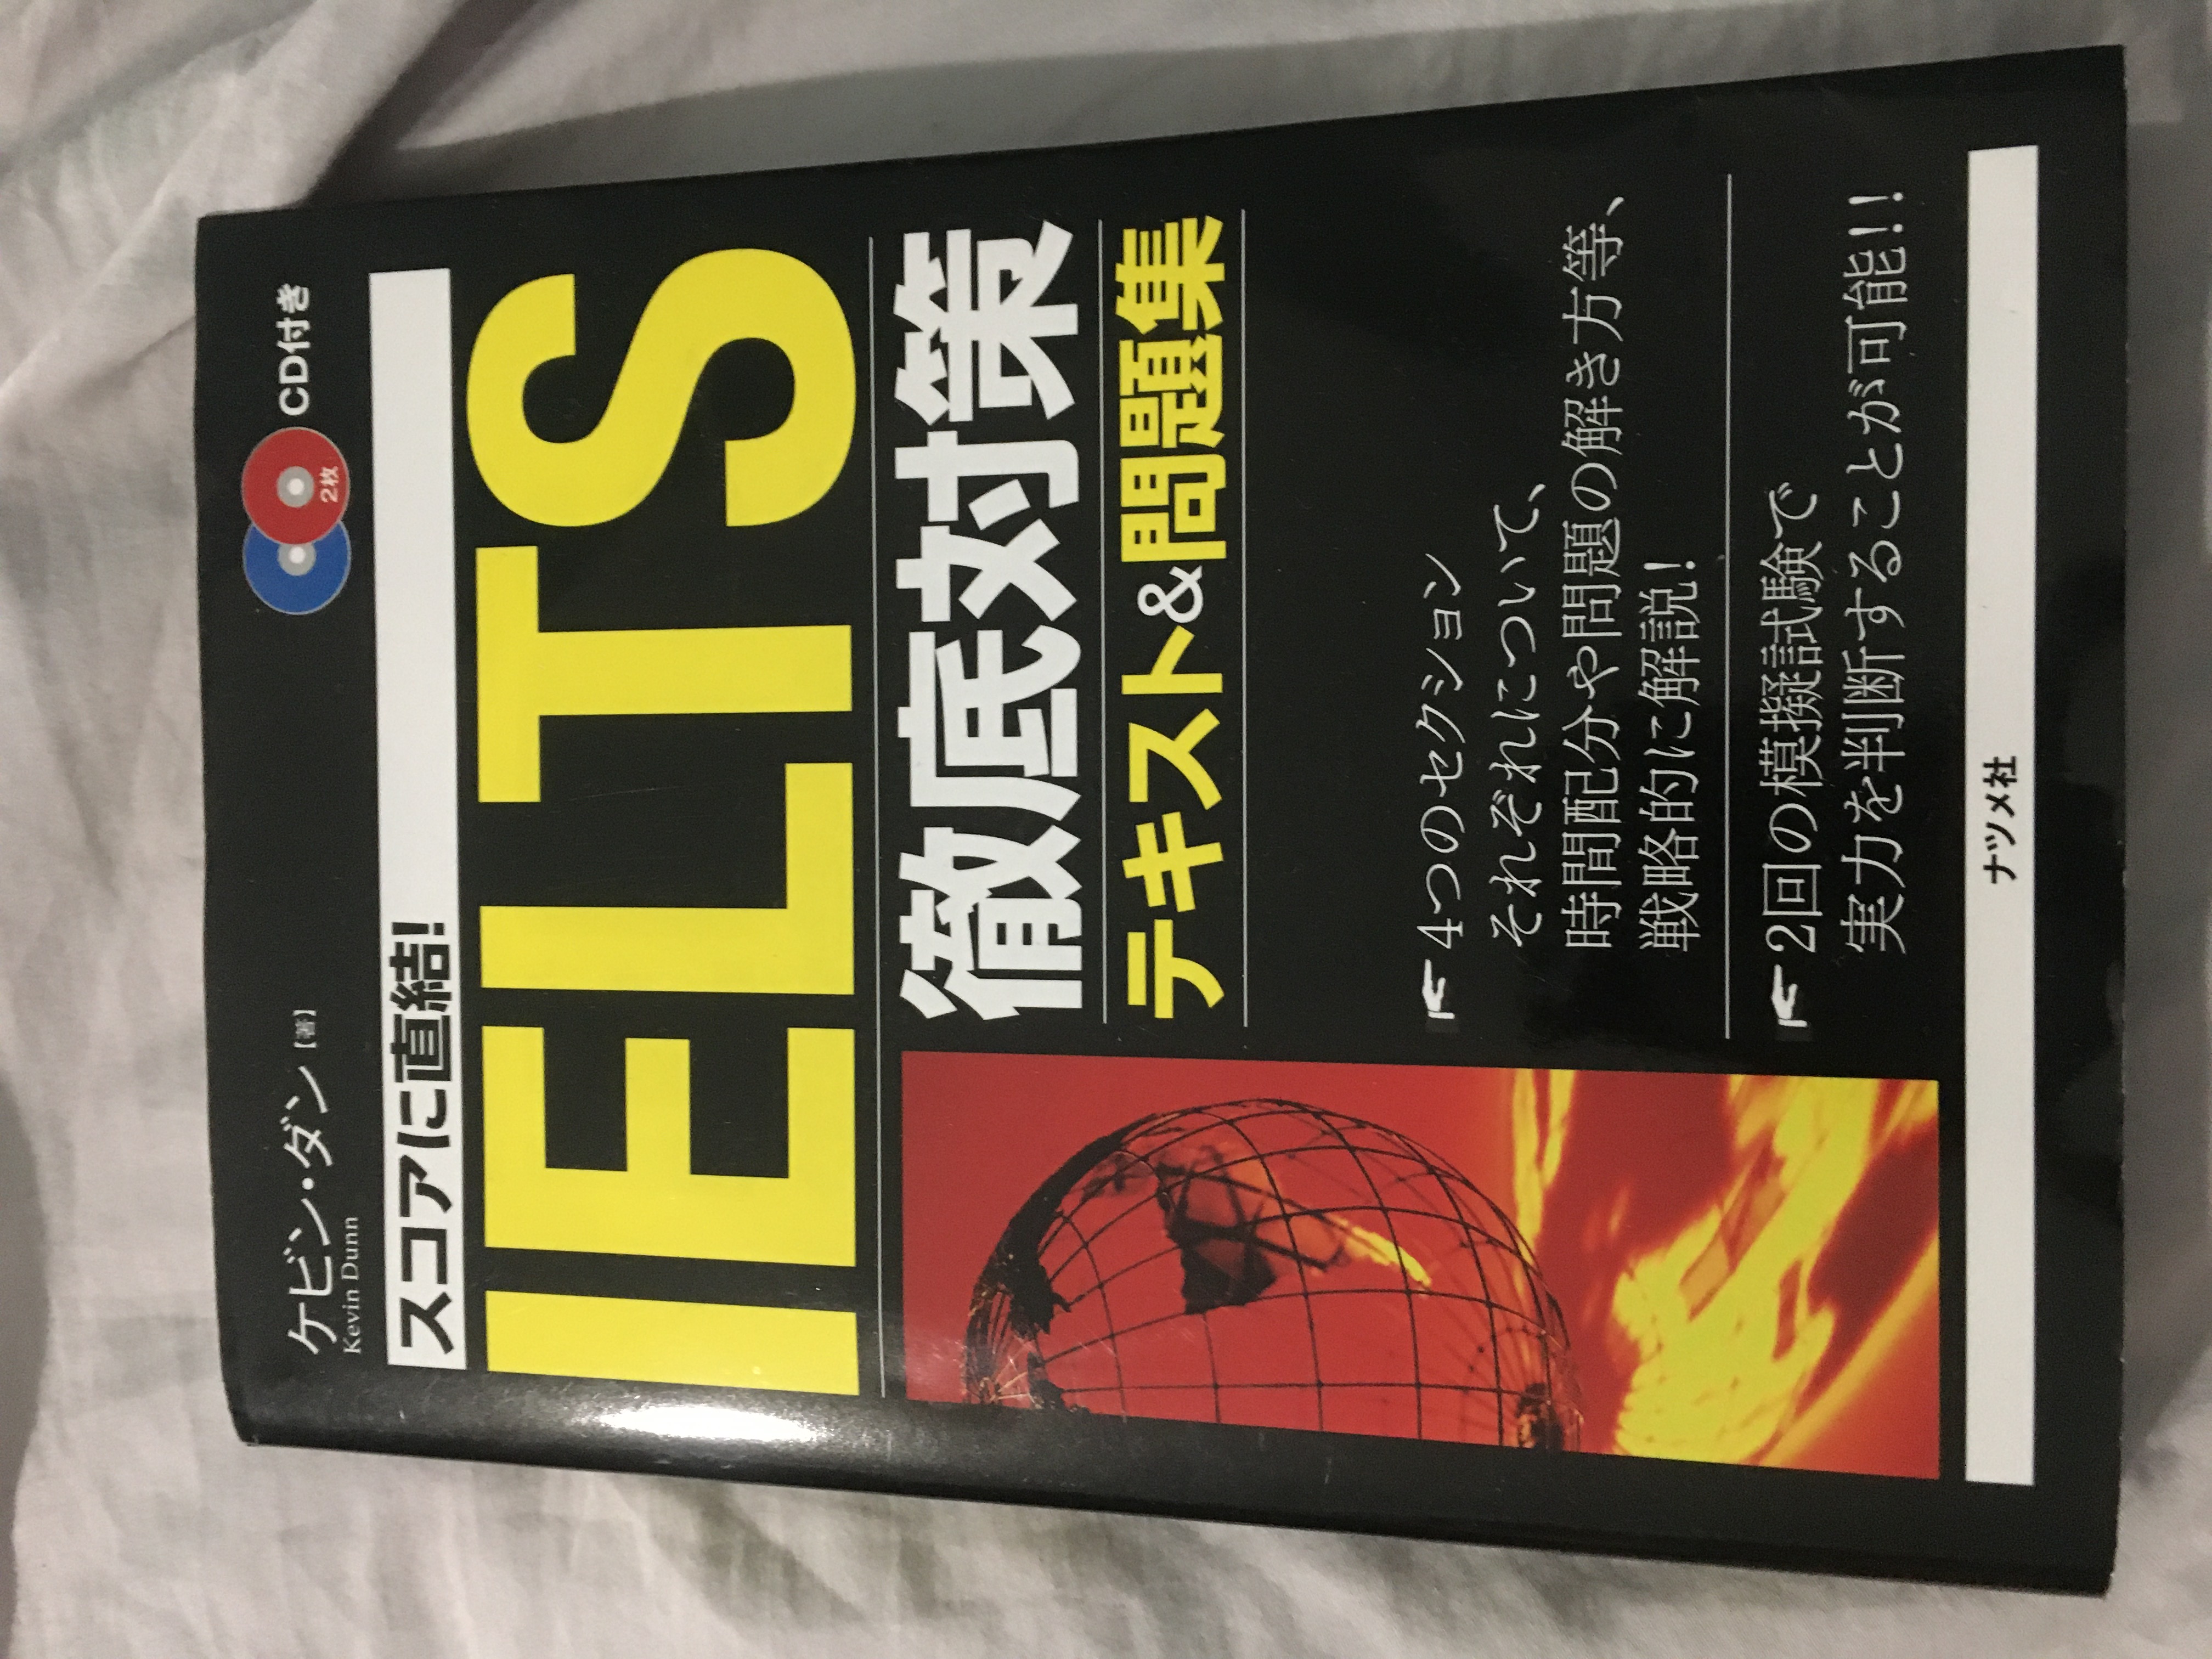 ケビン・ダン［著］
Kevin Dunn
2枚
CD付き
スコアに直結!
IELTS
徹底対策
テキスト&問題集
☛4つのセクション
それぞれについて、
時間配分や問題の解き方等、
戦略的に解説!
☛2回の模擬試験で
実力を判断することが可能!!
ナツメ社